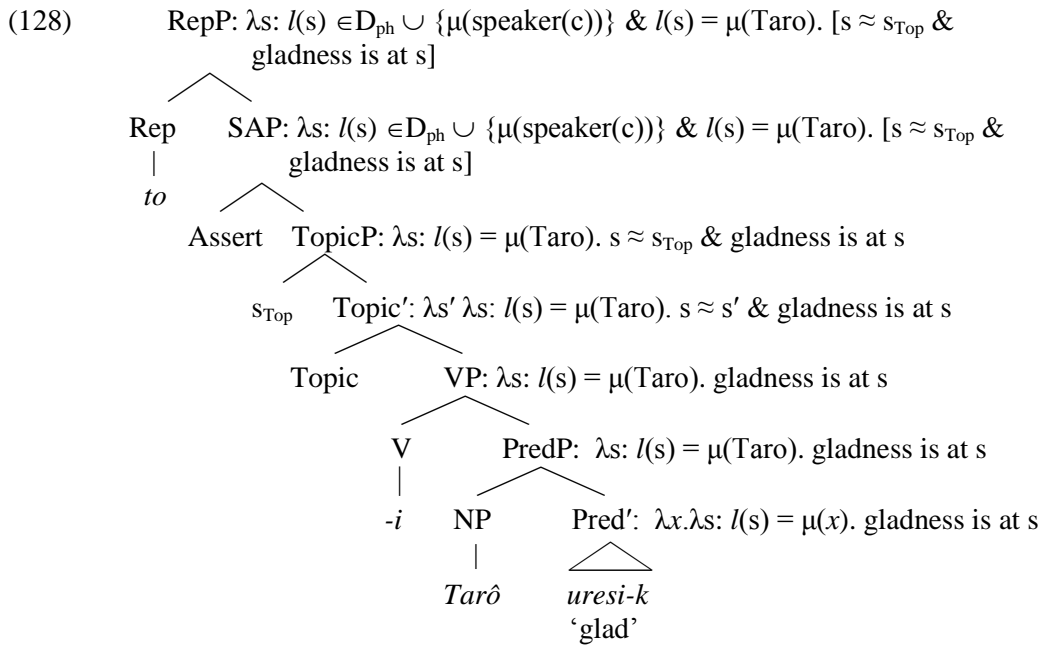 (128) RepP: λs: l(s) ∈D_ph ∪ {μ(speaker(c))} & l(s) = μ(Taro). [s ≈ s_Top &
gladness is at s]
Rep SAP: λs: l(s) ∈D_ph ∪ {μ(speaker(c))} & l(s) = μ(Taro). [s ≈ s_Top &
gladness is at s]
to
Assert TopicP: λs: l(s) = μ(Taro). s ≈ s_Top & gladness is at s
s_Top Topic′: λs′ λs: l(s) = μ(Taro). s ≈ s′ & gladness is at s
Topic VP: λs: l(s) = μ(Taro). gladness is at s
V PredP: λs: l(s) = μ(Taro). gladness is at s
-i NP Pred′: λx.λs: l(s) = μ(x). gladness is at s
Tarô uresi-k
‘glad’